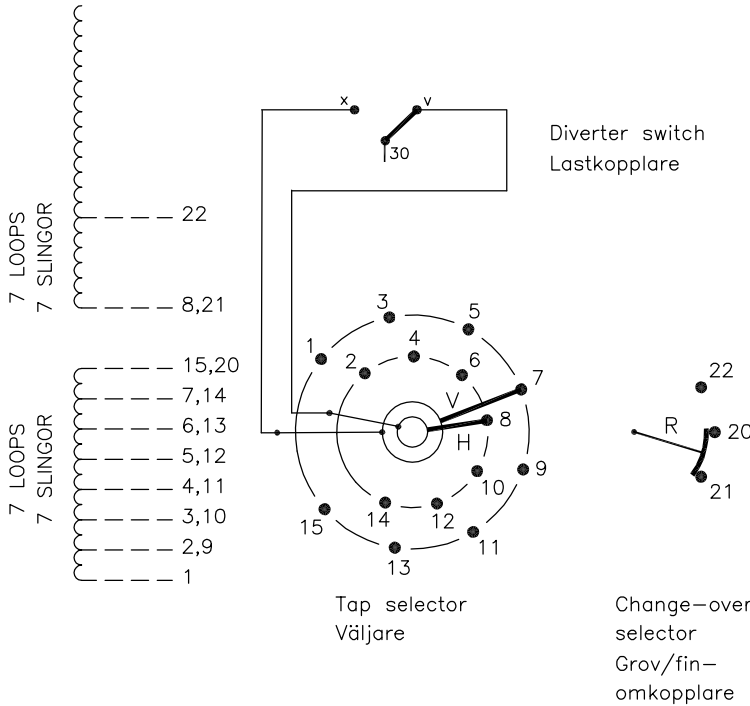 x
v
30
Diverter switch
Lastkopplare
7 LOOPS
7 SLINGOR
22
8,21
15,20
7,14
6,13
5,12
4,11
3,10
2,9
1
7 LOOPS
7 SLINGOR
3
5
1
4
2
6
7
V
8
H
9
10
14
12
15
11
13
Tap selector
Väljare
22
R
20
21
Change-over
selector
Grov/fin-
omkopplare